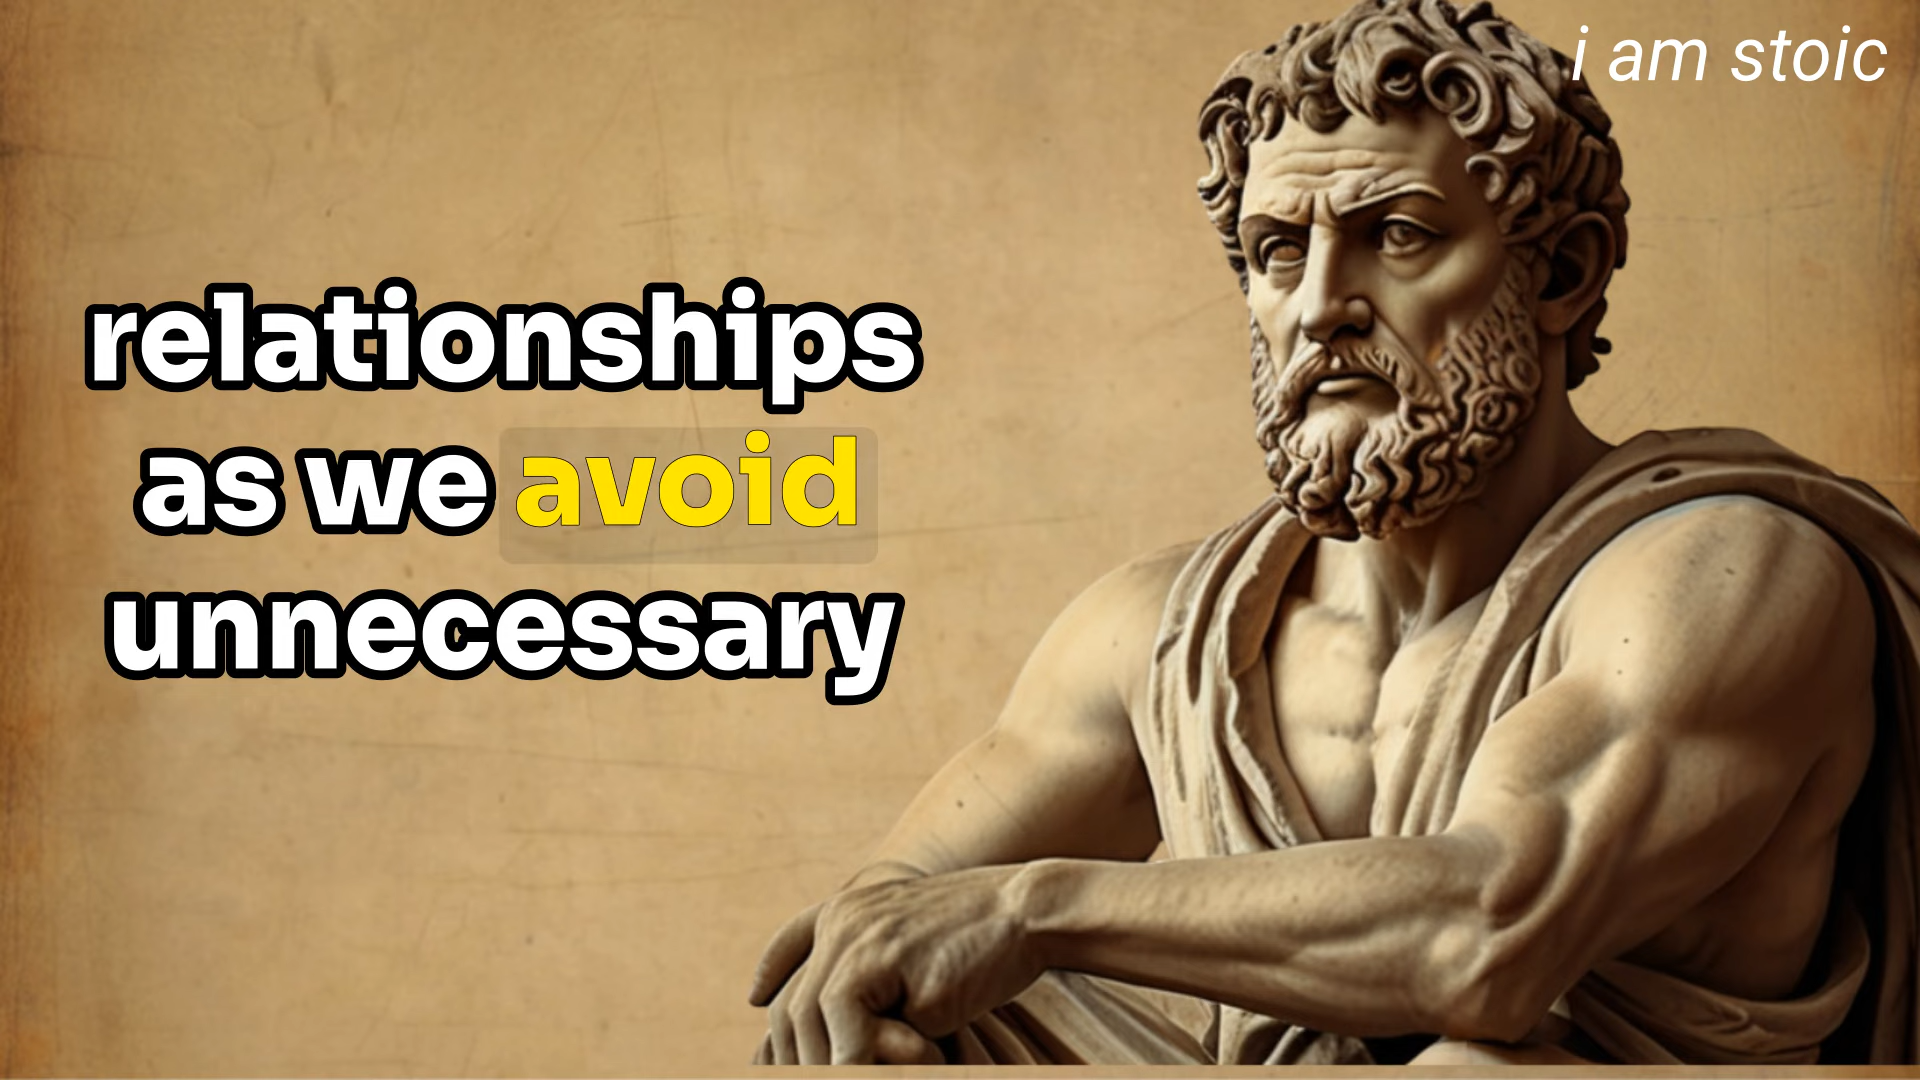 i am stoic
relationships
as we avoid
unnecessary